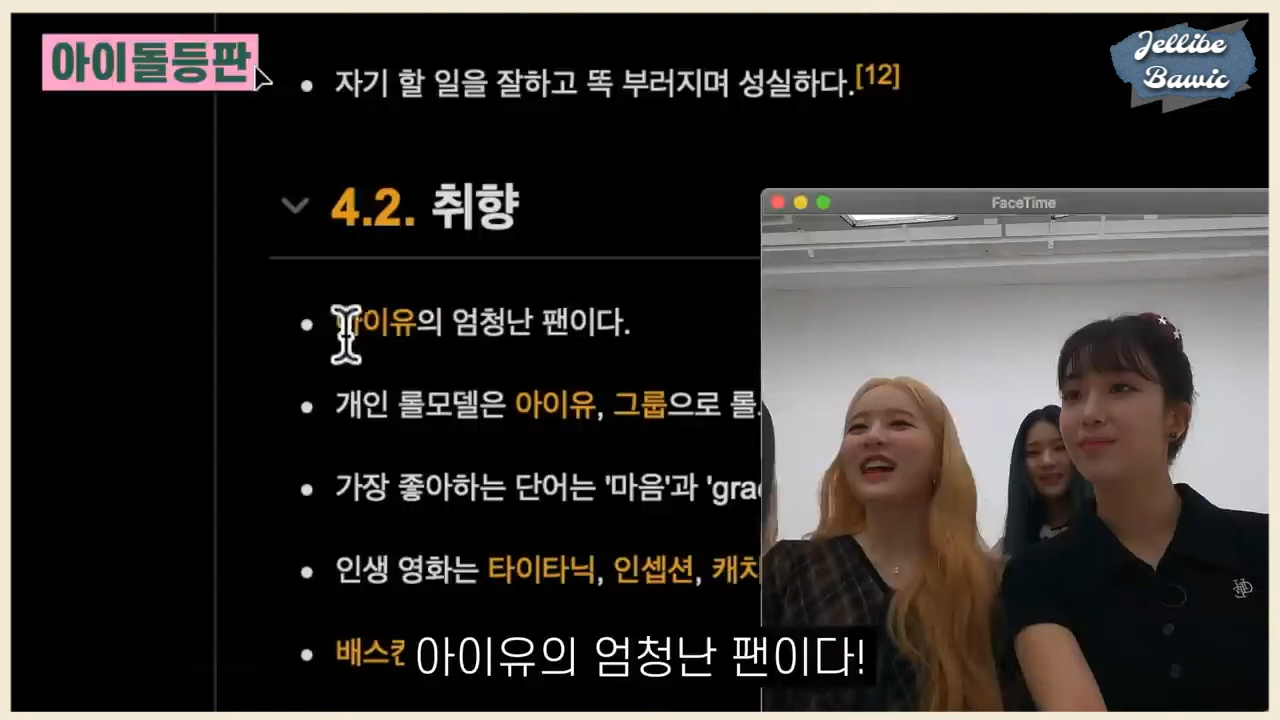 아이돌등판
Jellibe
Bawic
자기 할 일을 잘하고 똑 부러지며 성실하다.[12]
4.2. 취향
FaceTime
아이유의 엄청난 팬이다.
개인 롤모델은 아이유, 그룹으로 롤
가장 좋아하는 단어는 '마음'과 'gra
인생 영화는 타이타닉, 인셉션, 캐치
배스킨
아이유의 엄청난 팬이다!